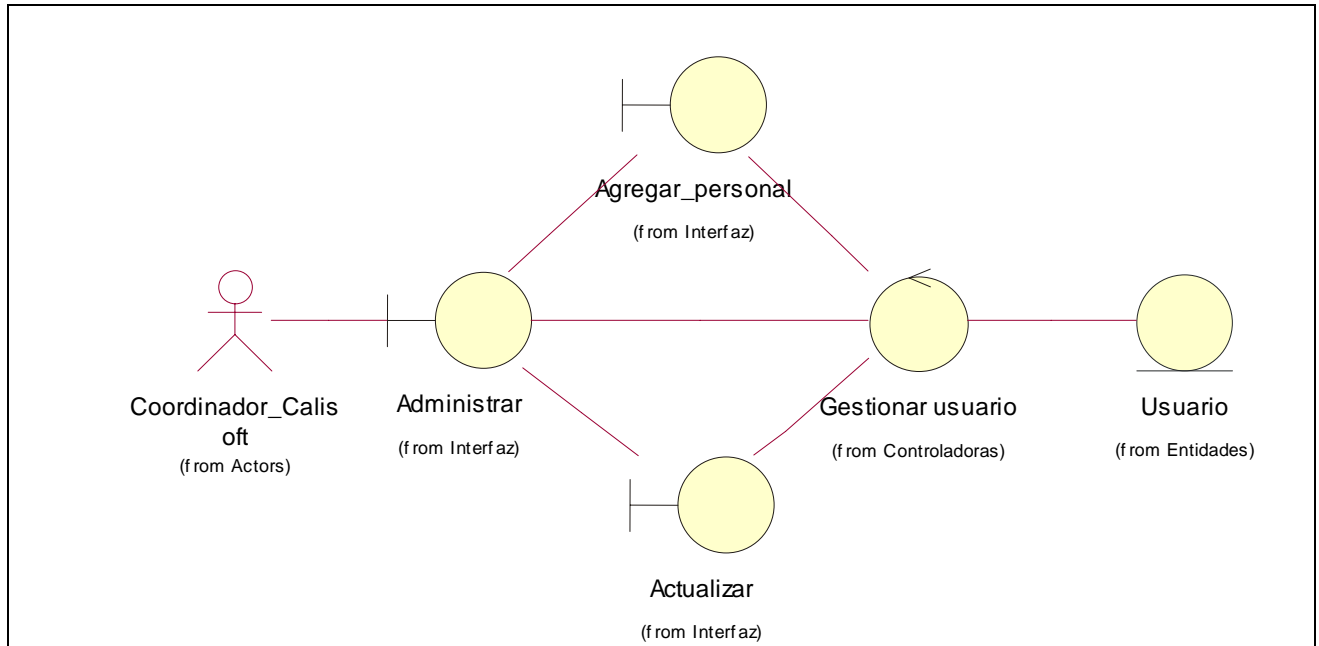 Agregar_personal
(from Interfaz)
Coordinador_Calis
oft
(from Actors)
Administrar
(from Interfaz)
Gestionar usuario
(from Controladoras)
Usuario
(from Entidades)
Actualizar
(from Interfaz)